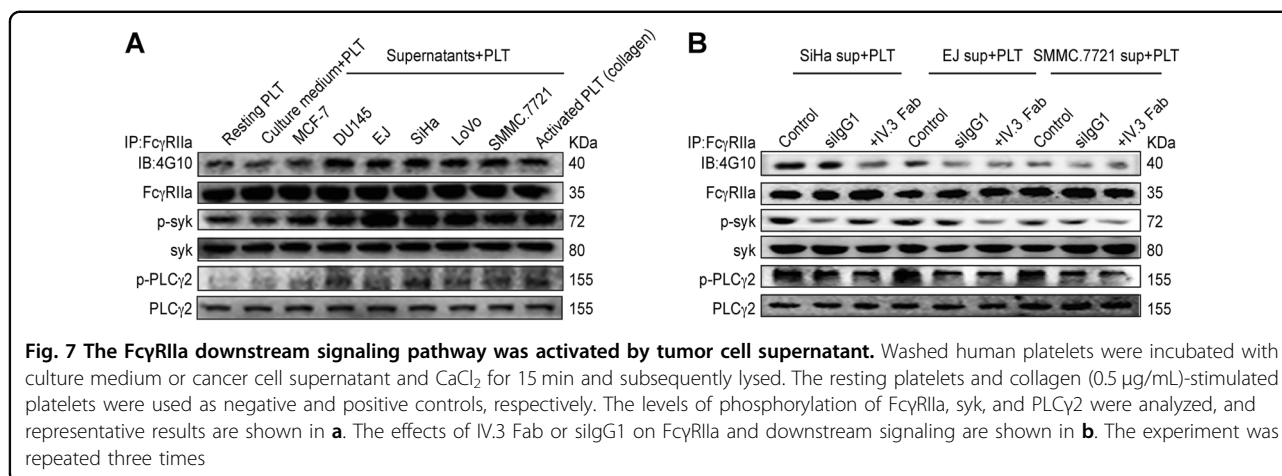 A
Supernatants+PLT
Resting PLT
Culture medium+PLT
MCF-7
DU145
EJ
SiHa
LoVo
SMMC.7721
Activated PLT (collagen)
IP:FcγRIIa
KDa
IB:4G10
40
FcγRIIa
35
p-syk
72
syk
80
p-PLCγ2
155
PLCγ2
155
B
SiHa sup+PLT
EJ sup+PLT
SMMC.7721 sup+PLT
Control
siIgG1
+IV.3 Fab
Control
siIgG1
+IV.3 Fab
Control
siIgG1
+IV.3 Fab
IP:FcγRIIa
KDa
IB:4G10
40
FcγRIIa
35
p-syk
72
syk
80
p-PLCγ2
155
PLCγ2
155
Fig. 7 The FcγRIIa downstream signaling pathway was activated by tumor cell supernatant. Washed human platelets were incubated with
culture medium or cancer cell supernatant and CaCl₂ for 15 min and subsequently lysed. The resting platelets and collagen (0.5 μg/mL)-stimulated
platelets were used as negative and positive controls, respectively. The levels of phosphorylation of FcγRIIa, syk, and PLCγ2 were analyzed, and
representative results are shown in a. The effects of IV.3 Fab or siIgG1 on FcγRIIa and downstream signaling are shown in b. The experiment was
repeated three times